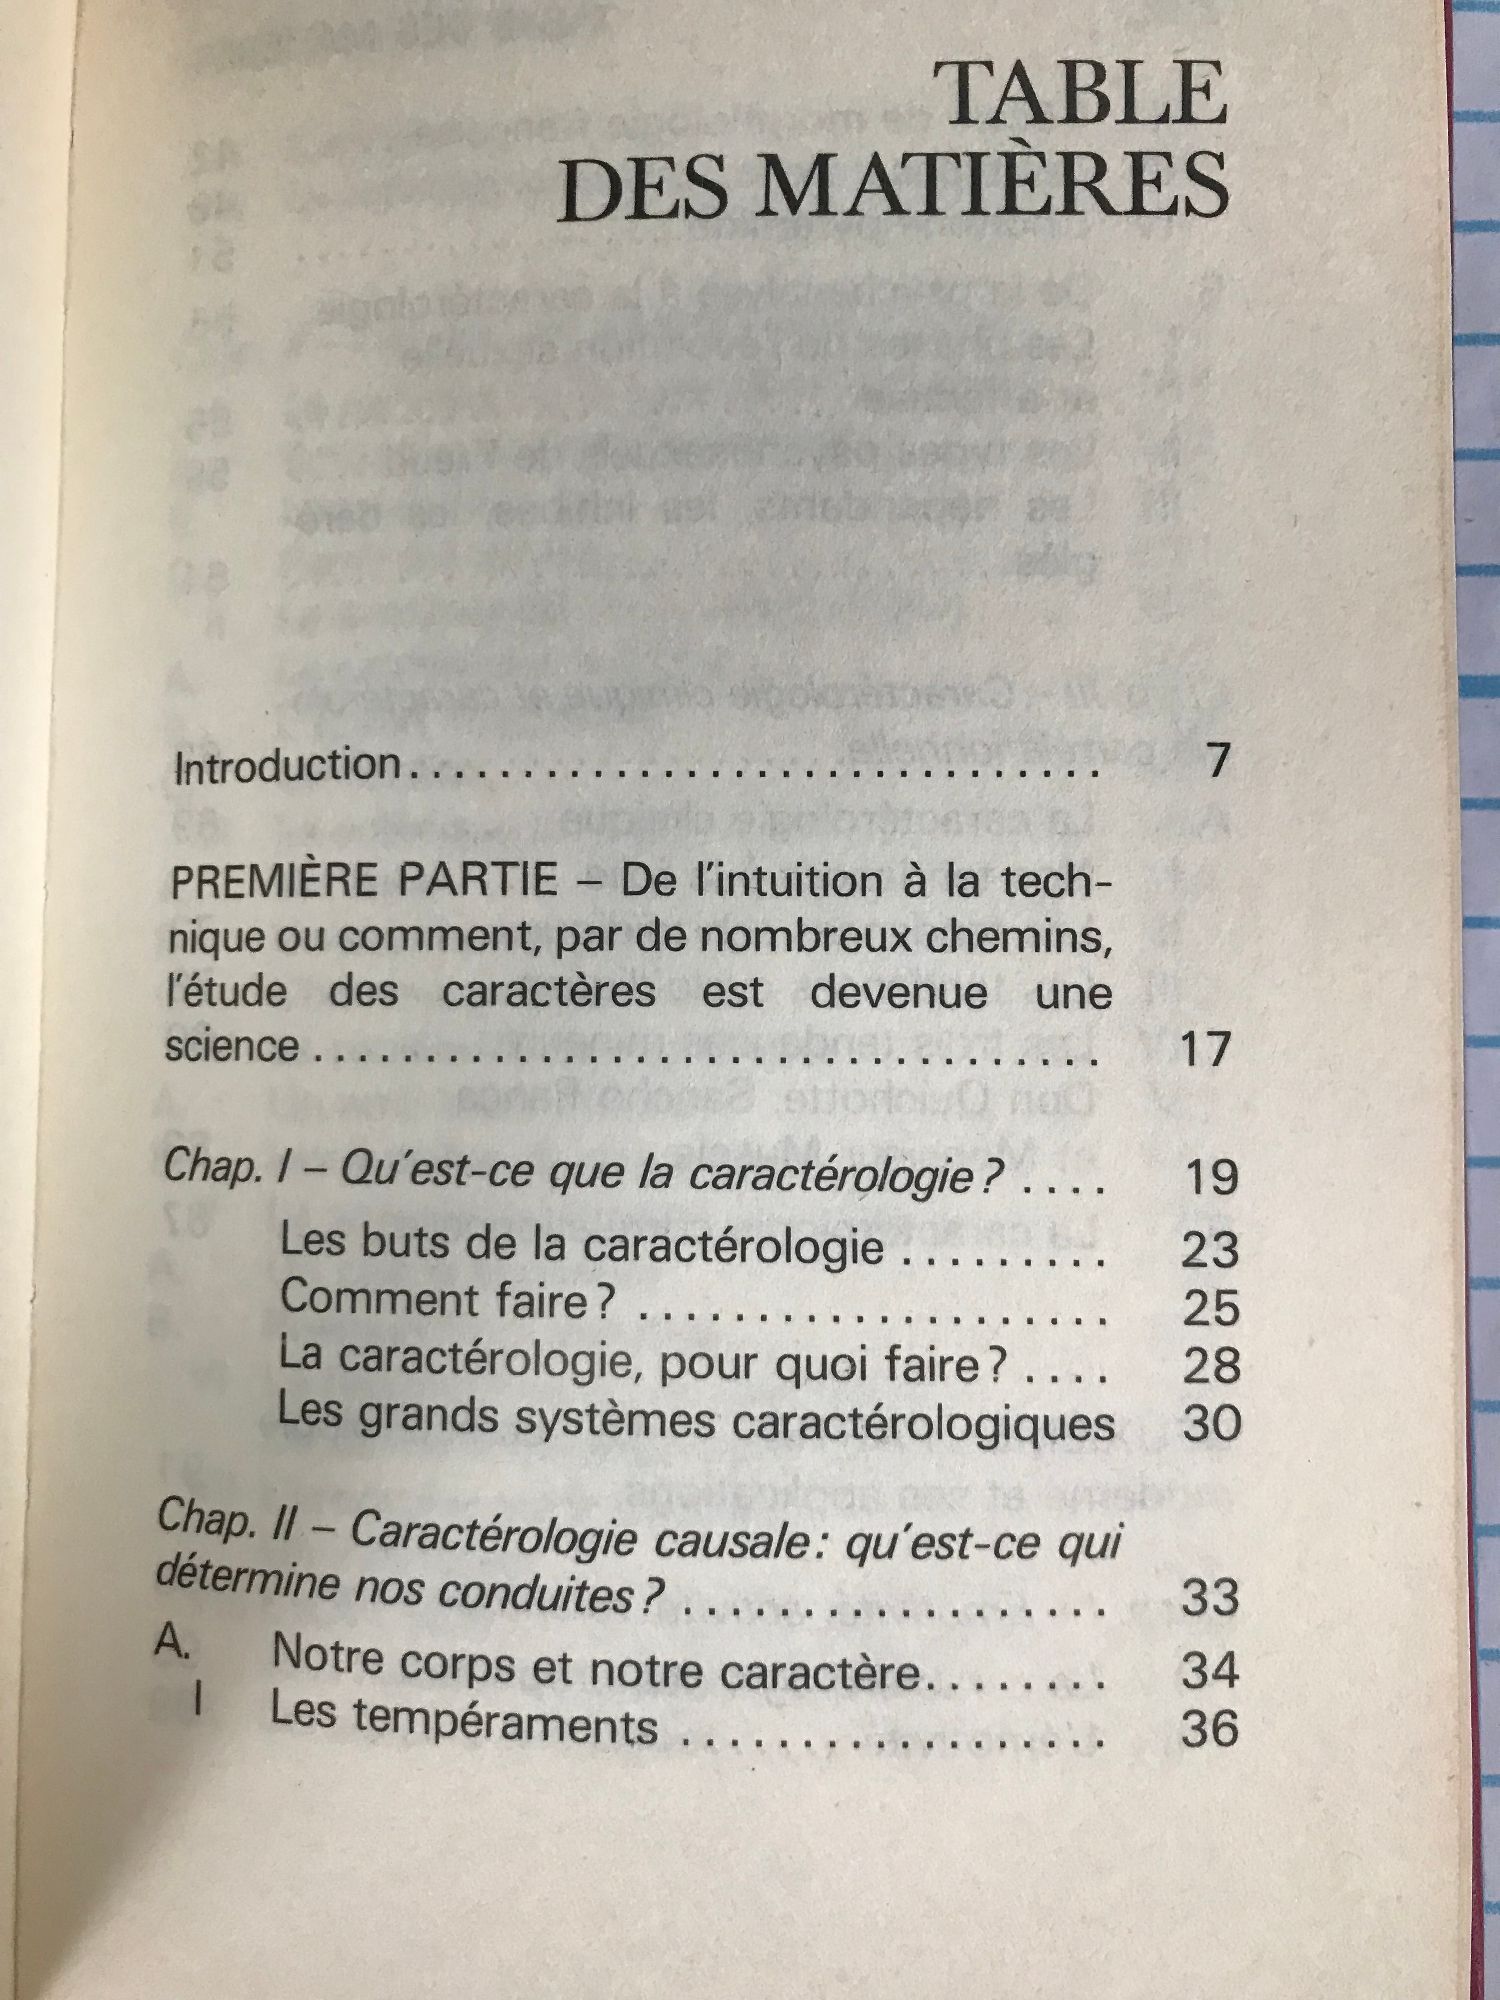 TABLE
DES MATIÈRES
Introduction............................... 7
PREMIÈRE PARTIE – De l'intuition à la tech-
nique ou comment, par de nombreux chemins,
l'étude des caractères est devenue une
science.................................. 17
Chap. I – Qu'est-ce que la caractérologie? .... 19
Les buts de la caractérologie ......... 23
Comment faire? .................... 25
La caractérologie, pour quoi faire? .... 28
Les grands systèmes caractérologiques 30
Chap. II – Caractérologie causale: qu'est-ce qui
détermine nos conduites? .................. 33
A. Notre corps et notre caractère........ 34
I Les tempéraments .................. 36